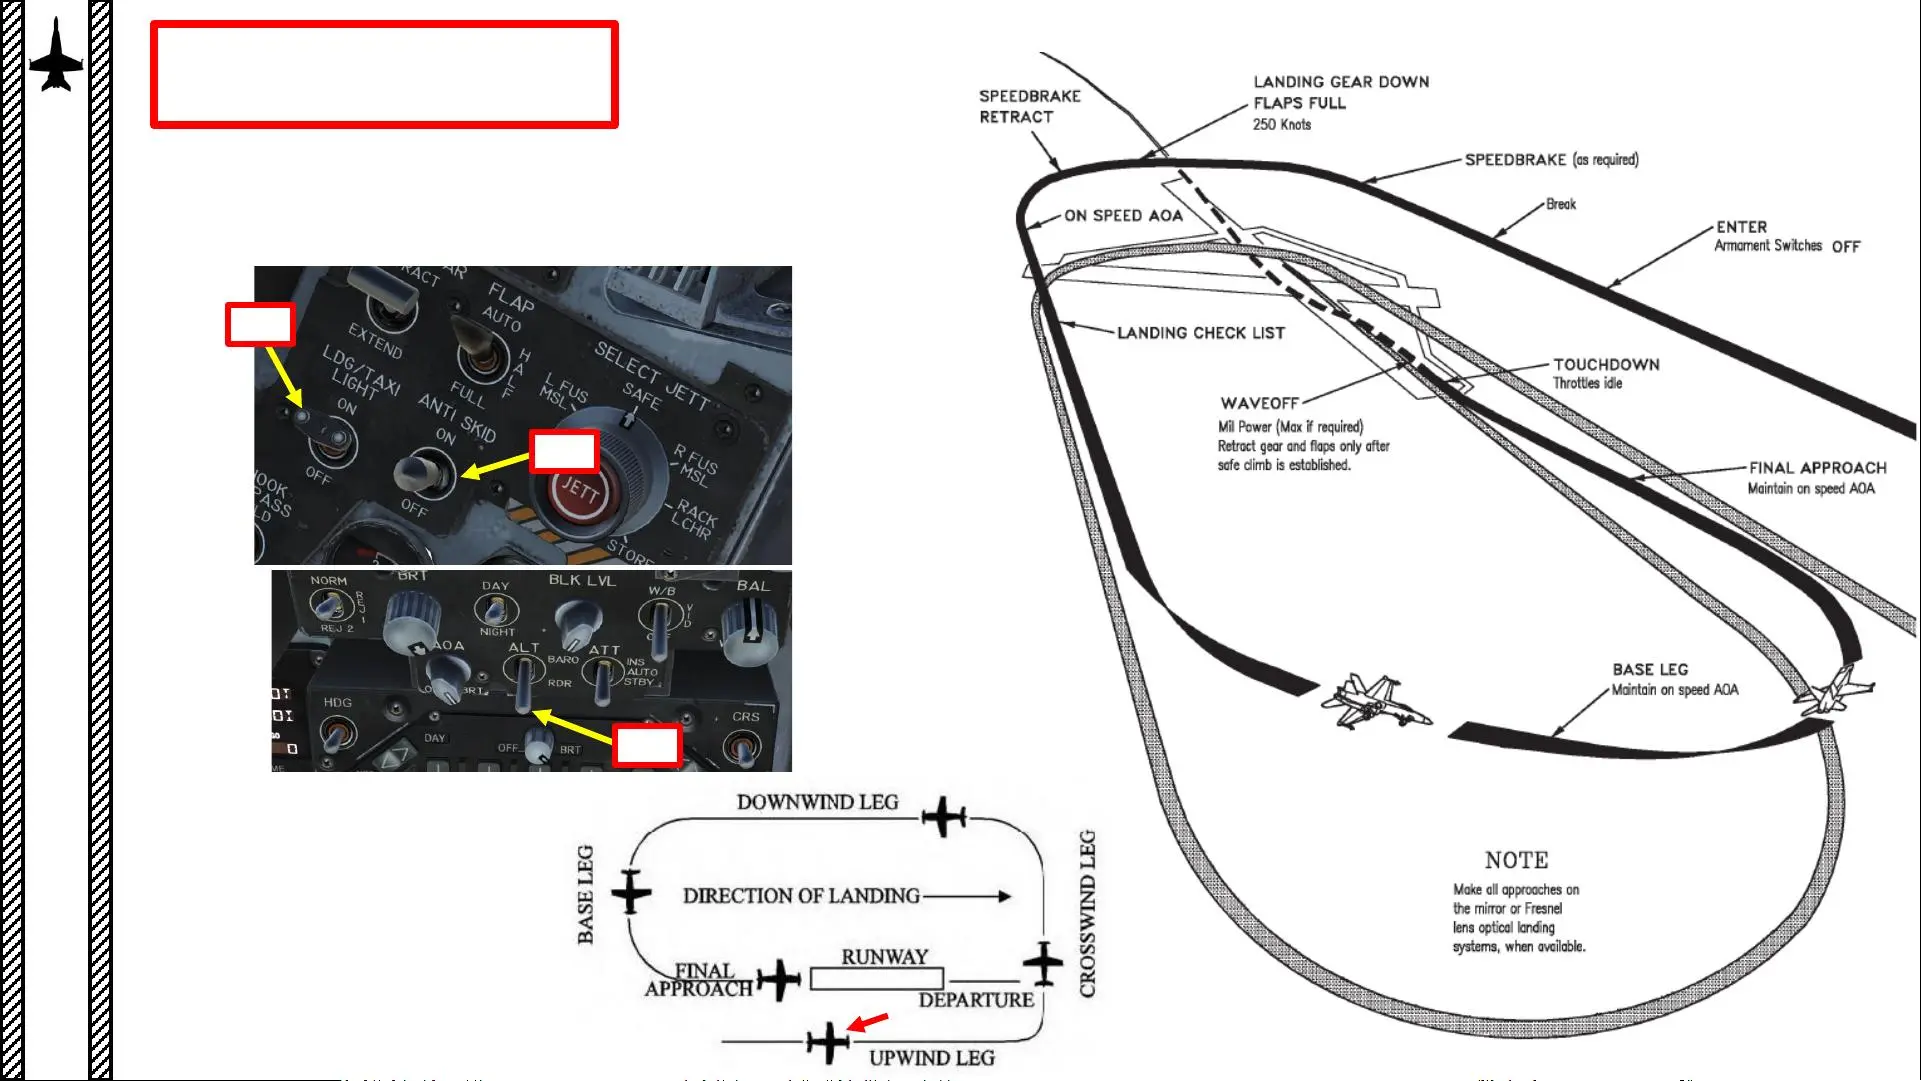 SPEEDBRAKE
RETRACT
LANDING GEAR DOWN
FLAPS FULL
250 Knots
SPEEDBRAKE (as required)
Break
ENTER
Armament Switches OFF
ON SPEED AOA
LANDING CHECK LIST
TOUCHDOWN
Throttles idle
WAVEOFF
Mil Power (Max if required)
Retract gear and flaps only after
safe climb is established.
FINAL APPROACH
Maintain on speed AOA
BASE LEG
Maintain on speed AOA
NOTE
Make all approaches on
the mirror or Fresnel
lens optical landing
systems, when available.
EXTEND
FLAP
AUTO
HALF
FULL
LDG/TAXI
LIGHT
ON
OFF
ANTI SKID
ON
OFF
SELECT JETT
L FUS
MSL
SAFE
R FUS
MSL
RACK
LCHR
STORE
JETT
NORM
REJ 1
REJ 2
BRT
DAY
NIGHT
BLK LVL
W/B
VID
BAL
AOA
ALT
BARO
RDR
ATT
INS
AUTO
STBY
BRT
HDG
DAY
OFF
BRT
CRS
DOWNWIND LEG
BASE LEG
DIRECTION OF LANDING
CROSSWIND LEG
RUNWAY
FINAL
APPROACH
DEPARTURE
UPWIND LEG